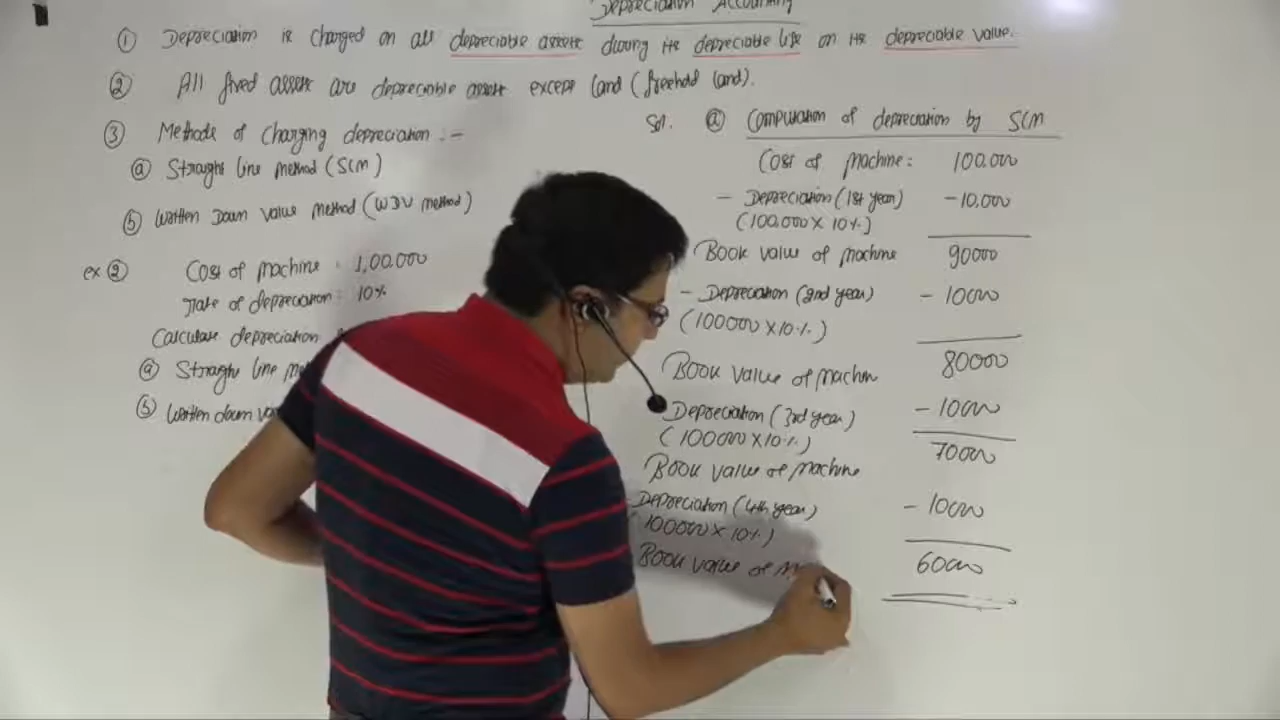 Depreciation Accounting
① Depreciation is charged on all depreciable assets during its depreciable life on its depreciable value.
② All fixed assets are depreciable assets except land (freehold land).
③ Methods of charging depreciation :-
ⓐ Straight line method (SLM)
ⓑ Written Down Value Method (WDV method)
ex ②
Cost of machine : 1,00,000
rate of depreciation : 10%
Calculate depreciation
ⓐ Straight line
ⓑ Written down
Sol. ⓐ Computation of depreciation by SLM
Cost of machine : 100,000
- Depreciation (1st year) -10,000
(100,000 × 10%)
Book value of machine 90000
- Depreciation (2nd year) - 10000
(100000 × 10%)
Book value of machine 80000
Depreciation (3rd year) - 10000
(100000 × 10%)
70000
Book value of machine
Depreciation (4th year) - 10000
(100000 × 10%)
Book value of 60000